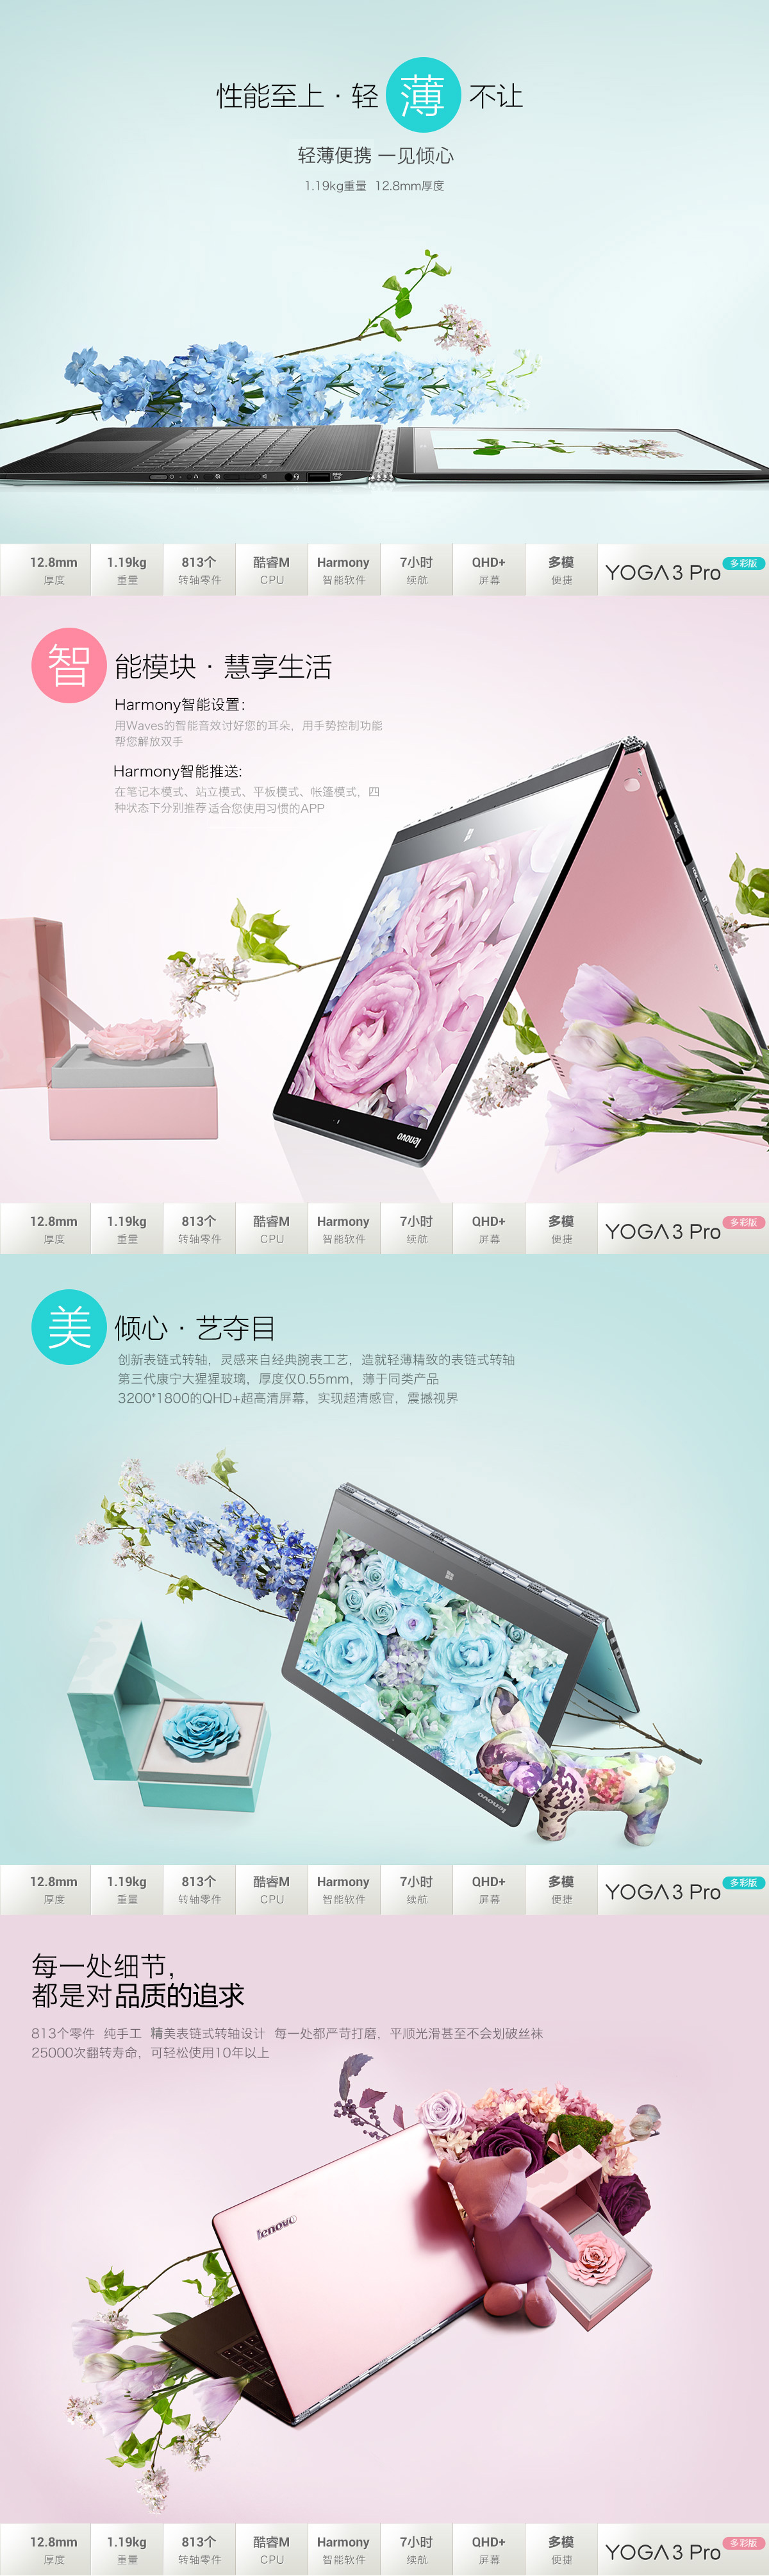 性能至上·轻薄不让
轻薄便携 一见倾心
1.19kg重量 12.8mm厚度
12.8mm 1.19kg 813个 酷睿M Harmony 7小时 QHD+ 多模 YOGA 3 Pro 多彩版
厚度 重量 转轴零件 CPU 智能软件 续航 屏幕 便捷
智能模块·慧享生活
Harmony智能设置:
用Waves的智能音效讨好您的耳朵,用手势控制功能
帮您解放双手
Harmony智能推送:
在笔记本模式、站立模式、平板模式、帐篷模式,四
种状态下分别推荐适合您使用习惯的APP
lenovo
12.8mm 1.19kg 813个 酷睿M Harmony 7小时 QHD+ 多模 YOGA 3 Pro 多彩版
厚度 重量 转轴零件 CPU 智能软件 续航 屏幕 便捷
美倾心·艺夺目
创新表链式转轴,灵感来自经典腕表工艺,造就轻薄精致的表链式转轴
第三代康宁大猩猩玻璃,厚度仅0.55mm,薄于同类产品
3200*1800的QHD+超高清屏幕,实现超清感官,震撼视界
lenovo
12.8mm 1.19kg 813个 酷睿M Harmony 7小时 QHD+ 多模 YOGA 3 Pro 多彩版
厚度 重量 转轴零件 CPU 智能软件 续航 屏幕 便捷
每一处细节,
都是对品质的追求
813个零件 纯手工 精美表链式转轴设计 每一处都严苛打磨,平顺光滑甚至不会划破丝袜
25000次翻转寿命,可轻松使用10年以上
lenovo
12.8mm 1.19kg 813个 酷睿M Harmony 7小时 QHD+ 多模 YOGA 3 Pro 多彩版
厚度 重量 转轴零件 CPU 智能软件 续航 屏幕 便捷